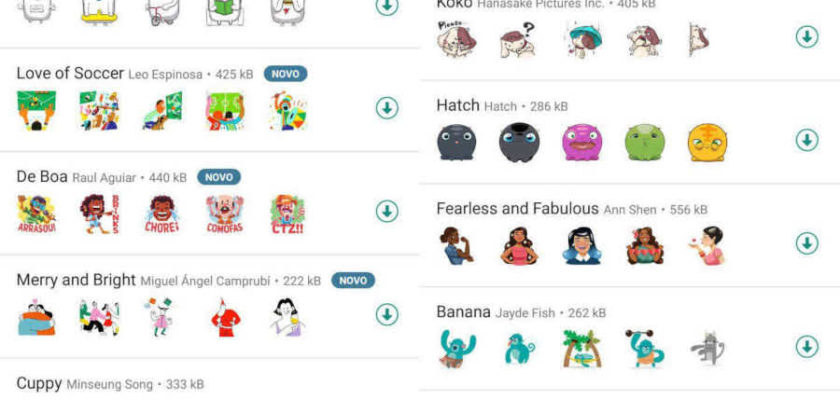 Love of Soccer Leo Espinosa • 425 kB NOVO
De Boa Raul Aguiar • 440 kB NOVO
ARRASOU! BRINKS CHOREI COMOFAS CTZ!!
Merry and Bright Miguel Ángel Camprubí • 222 kB NOVO
Cuppy Minseung Song • 333 kB
Koko Hanasake Pictures Inc. • 405 kB
Please ?
Hatch Hatch • 286 kB
Fearless and Fabulous Ann Shen • 556 kB
Banana Jayde Fish • 262 kB